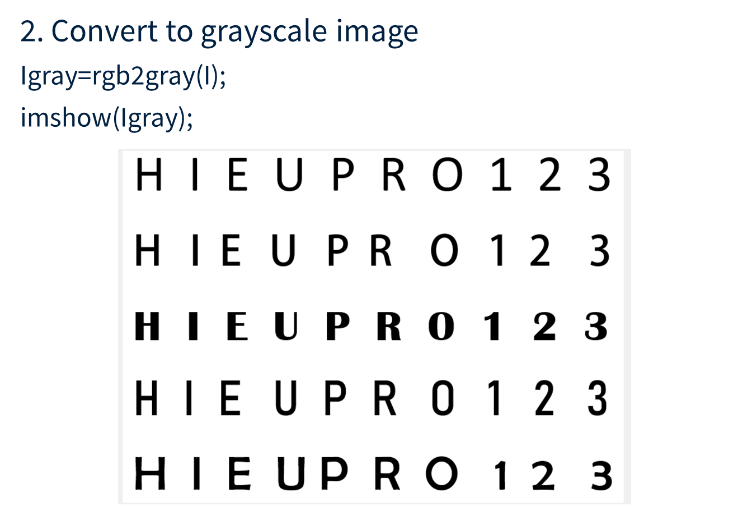 2. Convert to grayscale image
Igray=rgb2gray(I);
imshow(Igray);
H I E U P R O 1 2 3
H I E U P R O 1 2 3
H I E U P R O 1 2 3
H I E U P R O 1 2 3
H I E U P R O 1 2 3